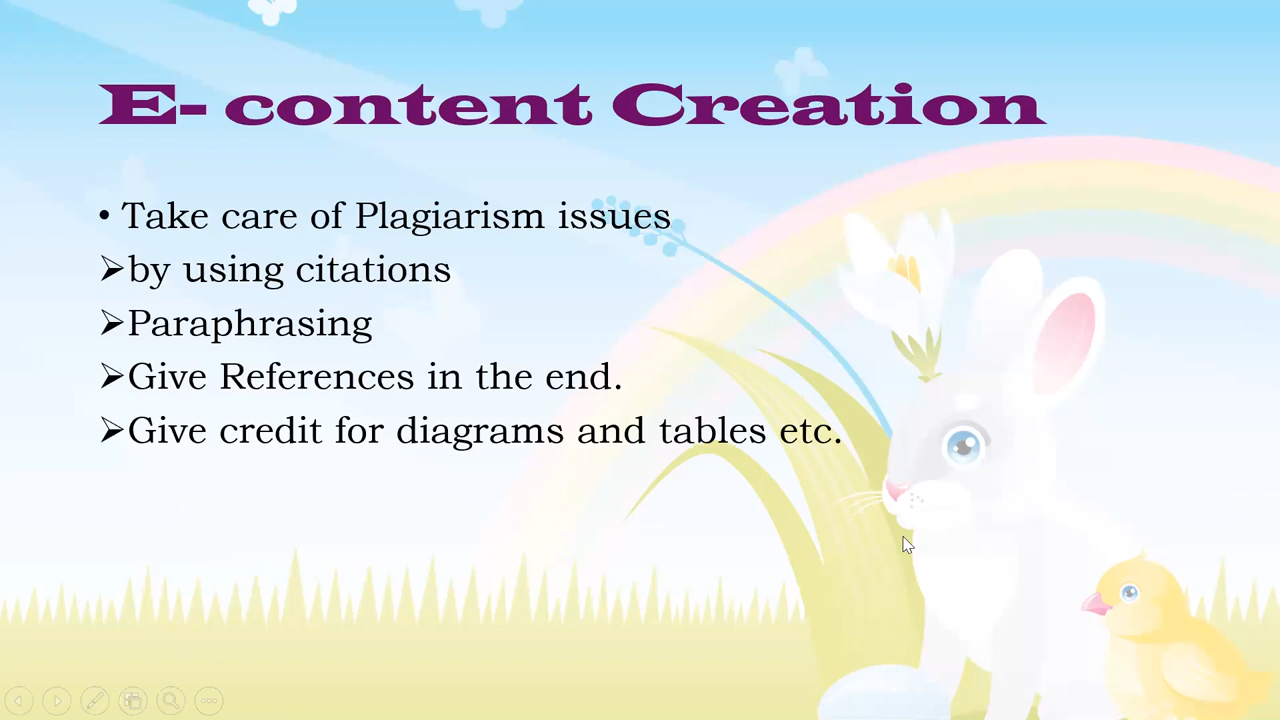 E- content Creation
• Take care of Plagiarism issues
➢by using citations
➢Paraphrasing
➢Give References in the end.
➢Give credit for diagrams and tables etc.